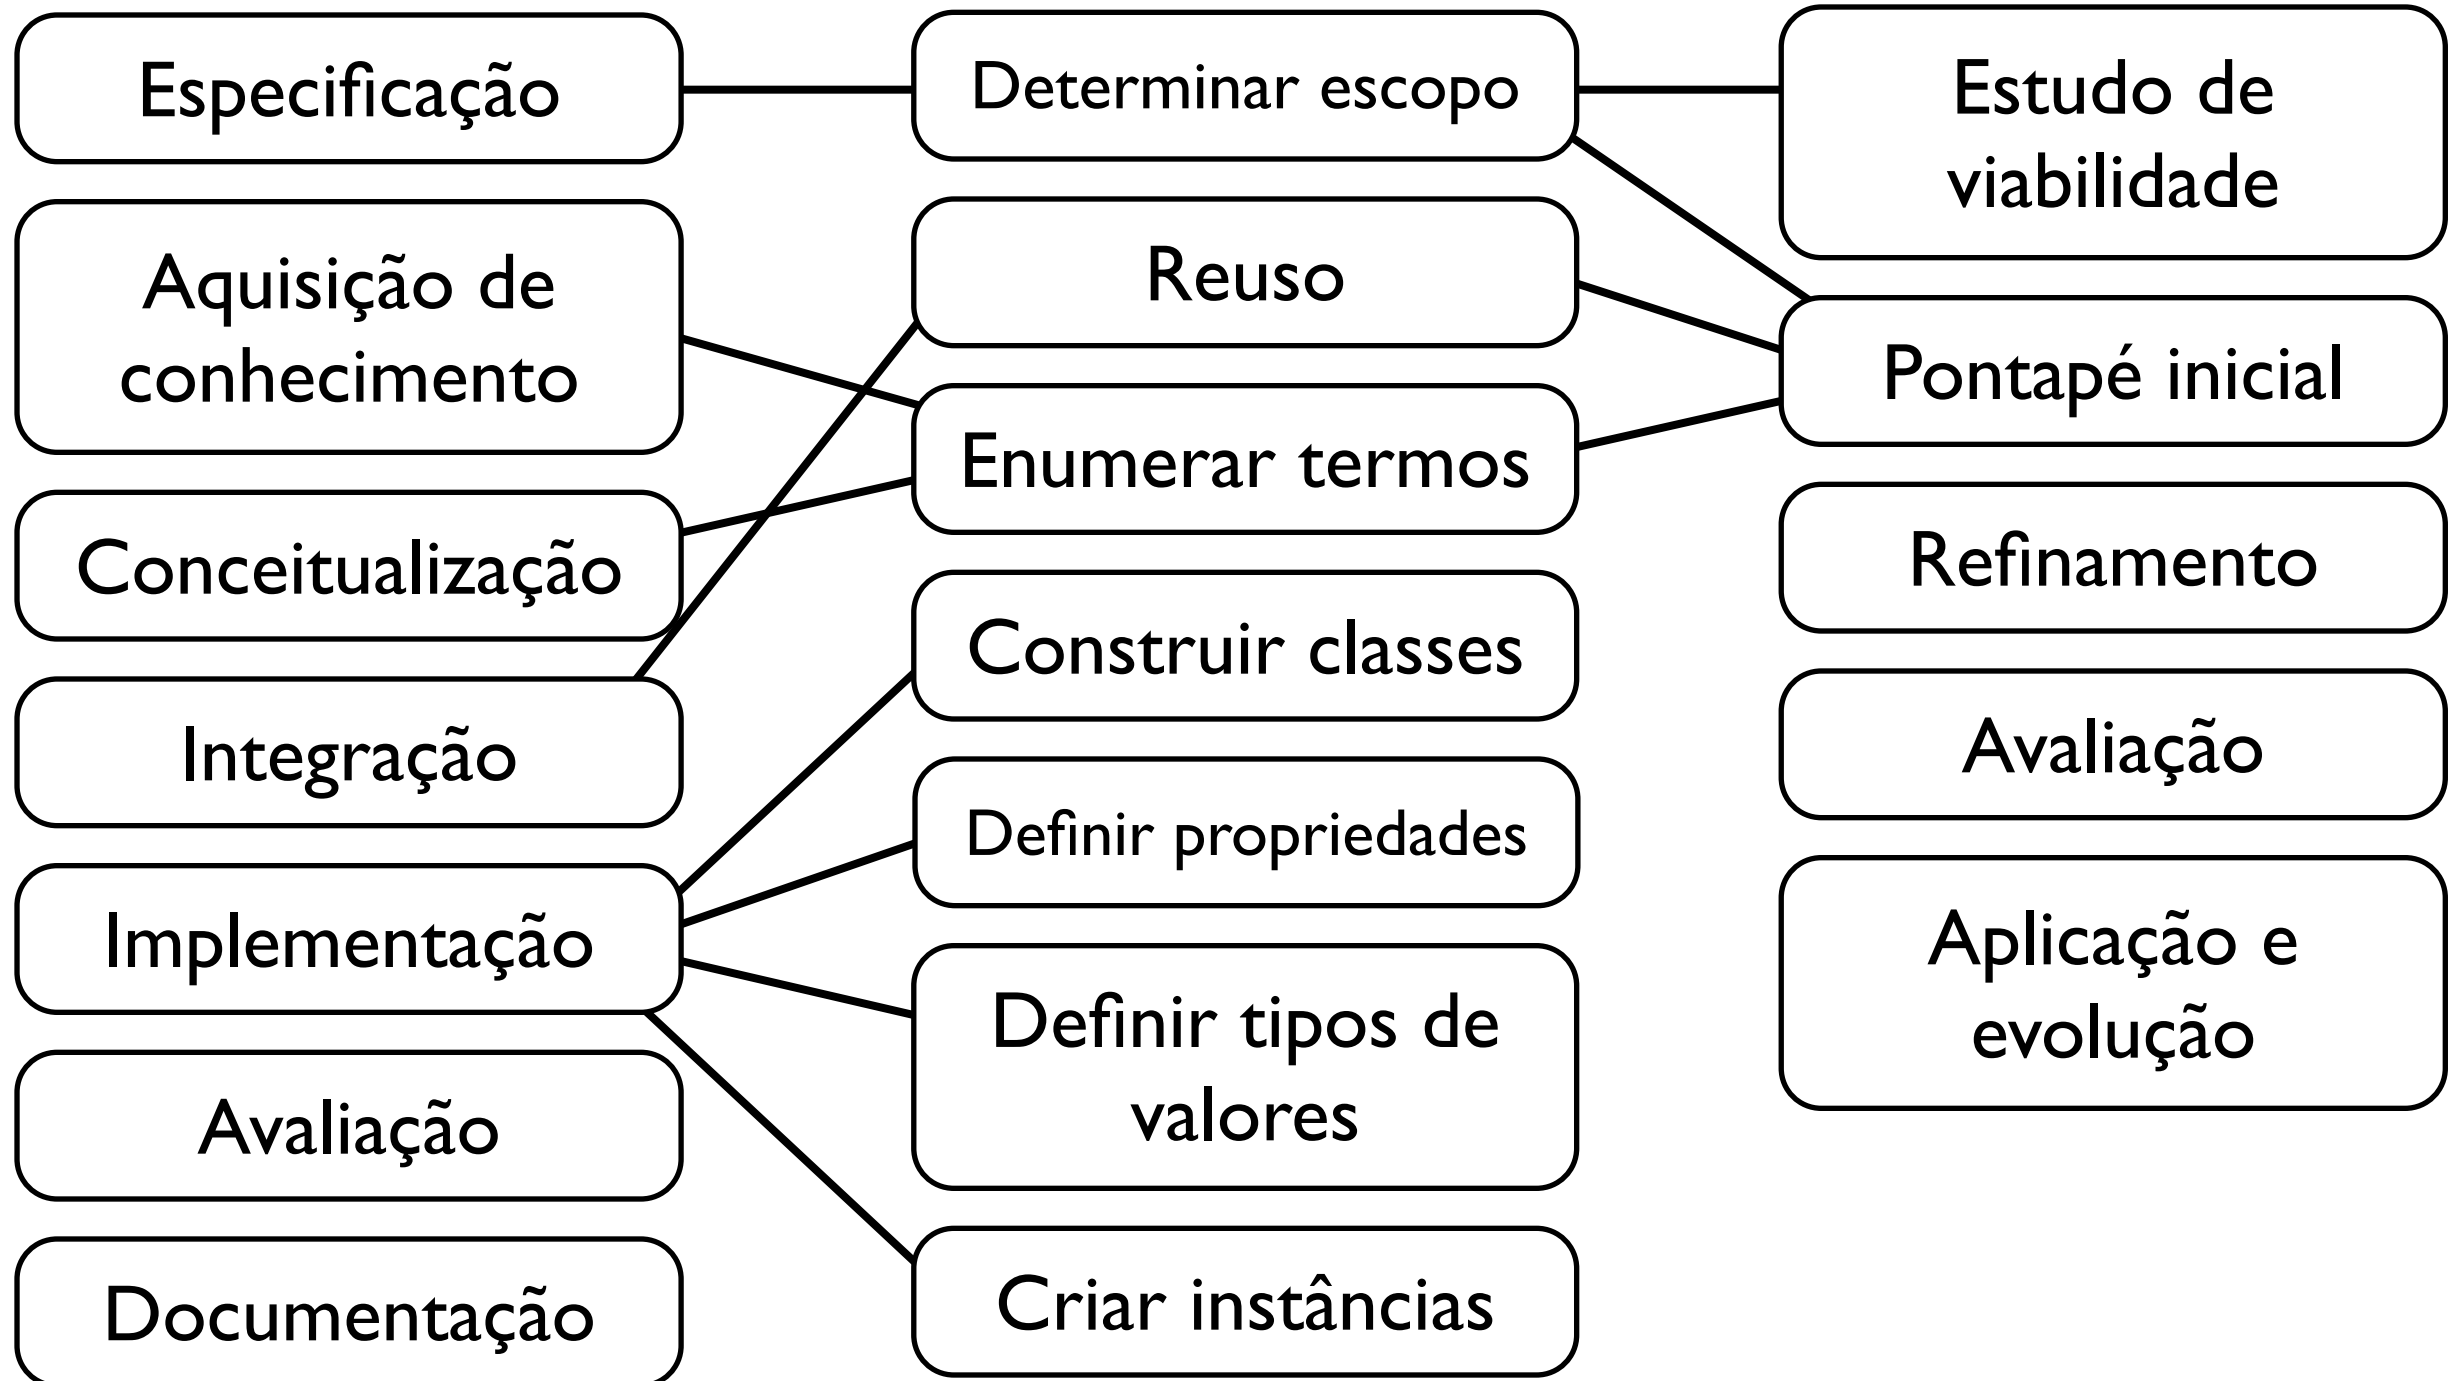 Especificação
Aquisição de
conhecimento
Conceitualização
Integração
Implementação
Avaliação
Documentação
Determinar escopo
Reuso
Enumerar termos
Construir classes
Definir propriedades
Definir tipos de
valores
Criar instâncias
Estudo de
viabilidade
Pontapé inicial
Refinamento
Avaliação
Aplicação e
evolução